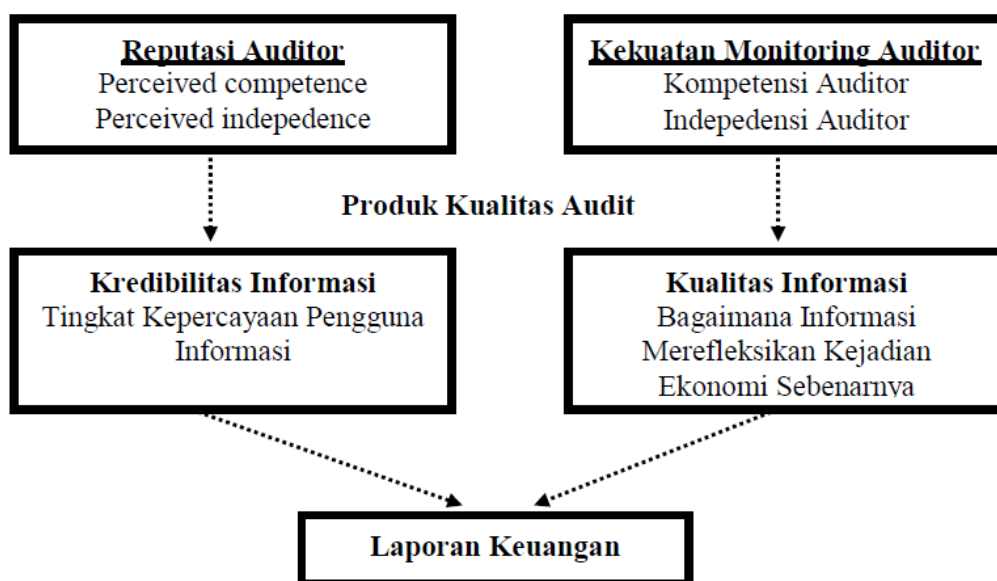 Reputasi Auditor
Perceived competence
Perceived indepedence
Kekuatan Monitoring Auditor
Kompetensi Auditor
Indepedensi Auditor
Produk Kualitas Audit
Kredibilitas Informasi
Tingkat Kepercayaan Pengguna
Informasi
Kualitas Informasi
Bagaimana Informasi
Merefleksikan Kejadian
Ekonomi Sebenarnya
Laporan Keuangan